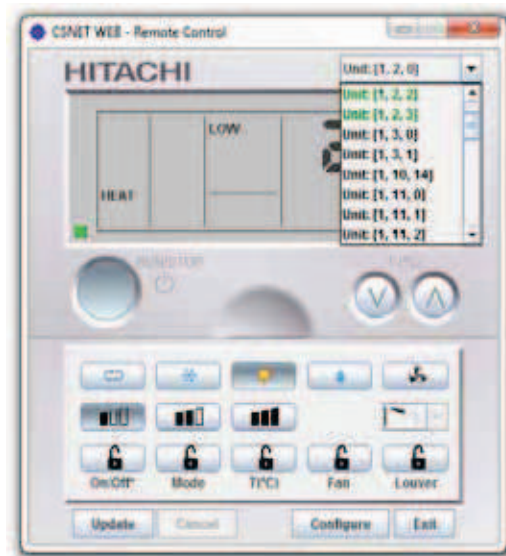 CSNET WEB - Remote Control
HITACHI
Unit: [1, 2, 0]
Unit: [1, 2, 2]
Unit: [1, 2, 3]
Unit: [1, 3, 0]
Unit: [1, 3, 1]
Unit: [1, 10, 14]
Unit: [1, 11, 0]
Unit: [1, 11, 1]
Unit: [1, 11, 2]
LOW
HEAT
RUN/STOP
On/Off*
Mode
T(°C)
Fan
Louver
Update
Cancel
Configure
Exit